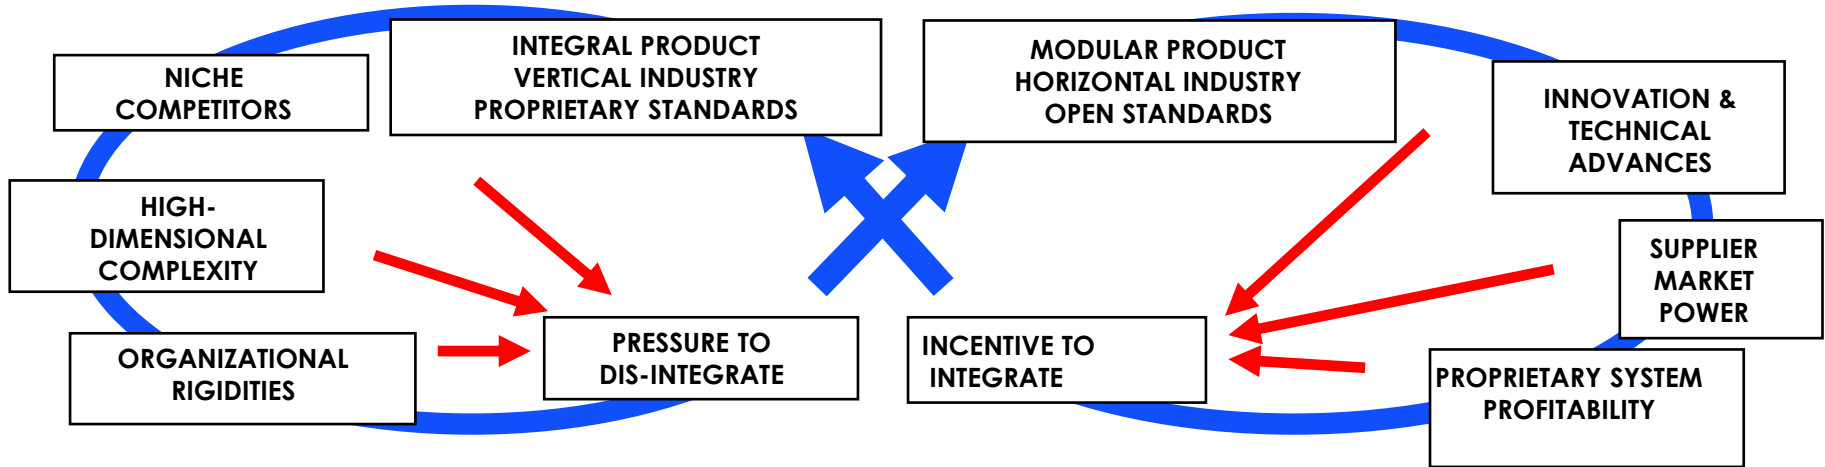 INTEGRAL PRODUCT
VERTICAL INDUSTRY
PROPRIETARY STANDARDS
MODULAR PRODUCT
HORIZONTAL INDUSTRY
OPEN STANDARDS
NICHE
COMPETITORS
INNOVATION &
TECHNICAL
ADVANCES
HIGH-
DIMENSIONAL
COMPLEXITY
SUPPLIER
MARKET
POWER
ORGANIZATIONAL
RIGIDITIES
PRESSURE TO
DIS-INTEGRATE
INCENTIVE TO
INTEGRATE
PROPRIETARY SYSTEM
PROFITABILITY